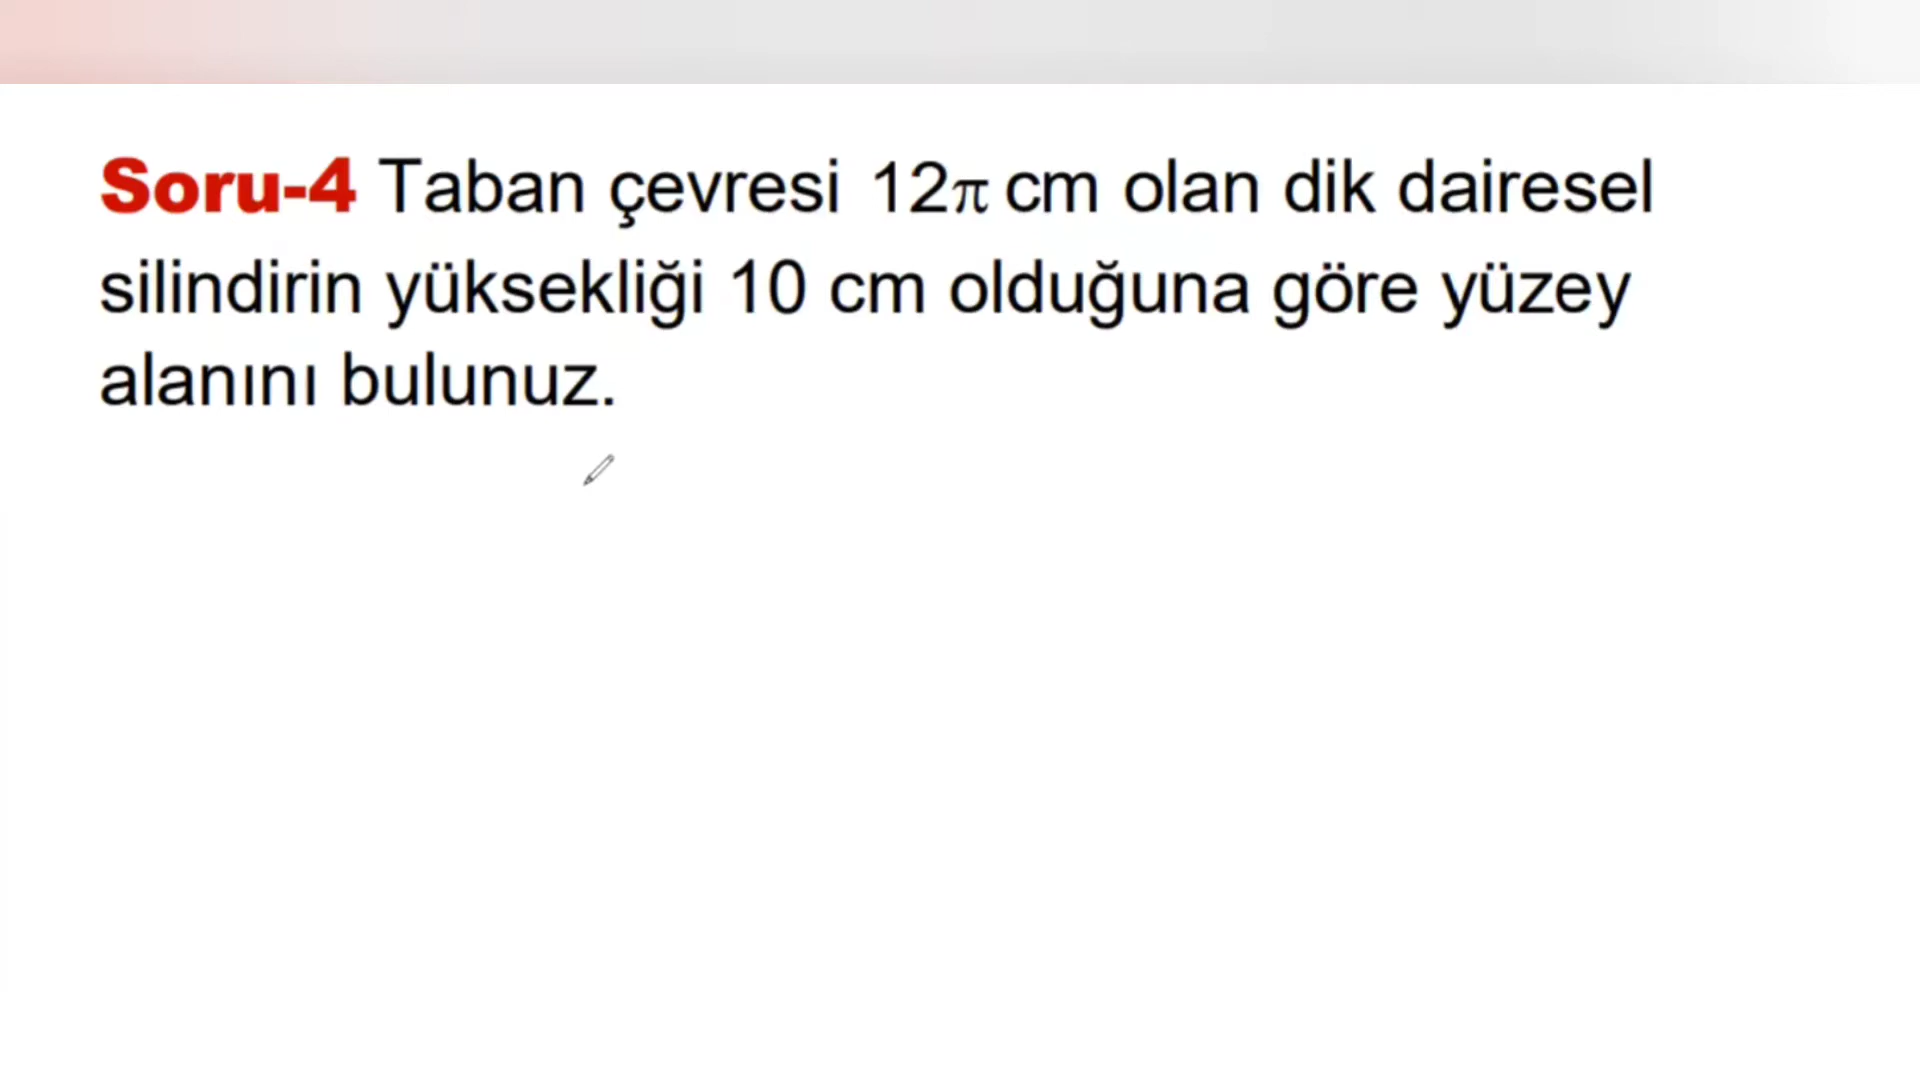 Soru-4 Taban çevresi 12π cm olan dik dairesel
silindirin yüksekliği 10 cm olduğuna göre yüzey
alanını bulunuz.